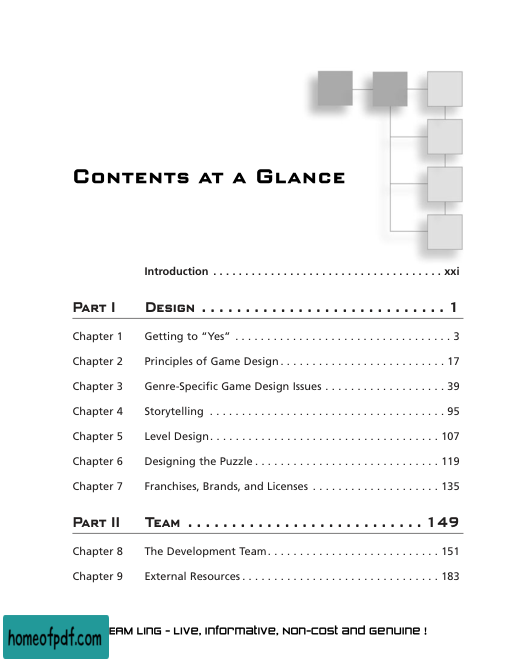 Contents at a Glance
Introduction . . . . . . . . . . . . . . . . . . . . . . . . . . . . . . . . . . . . xxi
Part I Design . . . . . . . . . . . . . . . . . . . . . . . . . . . . 1
Chapter 1 Getting to “Yes” . . . . . . . . . . . . . . . . . . . . . . . . . . . . . . . . . . 3
Chapter 2 Principles of Game Design . . . . . . . . . . . . . . . . . . . . . . . . . . 17
Chapter 3 Genre-Specific Game Design Issues . . . . . . . . . . . . . . . . . . . 39
Chapter 4 Storytelling . . . . . . . . . . . . . . . . . . . . . . . . . . . . . . . . . . . . . 95
Chapter 5 Level Design . . . . . . . . . . . . . . . . . . . . . . . . . . . . . . . . . . . . 107
Chapter 6 Designing the Puzzle . . . . . . . . . . . . . . . . . . . . . . . . . . . . . 119
Chapter 7 Franchises, Brands, and Licenses . . . . . . . . . . . . . . . . . . . . 135
Part II Team . . . . . . . . . . . . . . . . . . . . . . . . . . . 149
Chapter 8 The Development Team . . . . . . . . . . . . . . . . . . . . . . . . . . . 151
Chapter 9 External Resources . . . . . . . . . . . . . . . . . . . . . . . . . . . . . . . 183
EAM LinG - Live, Informative, Non-cost and Genuine !
homeofpdf.com